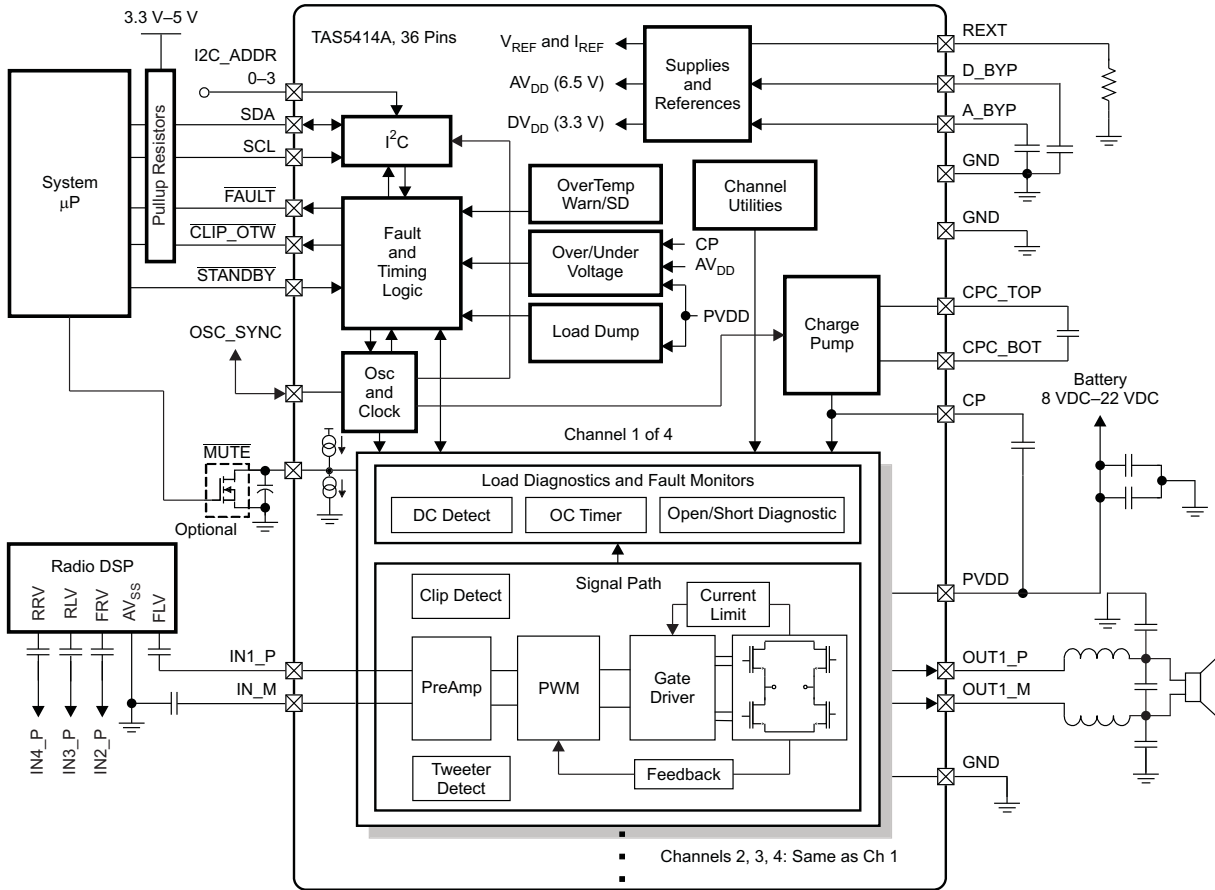 3.3 V–5 V
TAS5414A, 36 Pins
I2C_ADDR
0–3
SDA
SCL
FAULT
CLIP_OTW
STANDBY
OSC_SYNC
System
μP
Pullup Resistors
I²C
Fault
and
Timing
Logic
Osc
and
Clock
V_REF and I_REF
AV_DD (6.5 V)
DV_DD (3.3 V)
Supplies
and
References
OverTemp
Warn/SD
Over/Under
Voltage
Load Dump
CP
AV_DD
PVDD
Channel
Utilities
Charge
Pump
REXT
D_BYP
A_BYP
GND
GND
CPC_TOP
CPC_BOT
CP
Battery
8 VDC–22 VDC
PVDD
MUTE
Optional
Channel 1 of 4
Load Diagnostics and Fault Monitors
DC Detect
OC Timer
Open/Short Diagnostic
Signal Path
Clip Detect
Current
Limit
PreAmp
PWM
Gate
Driver
Feedback
Tweeter
Detect
Radio DSP
RRV
RLV
FRV
AV_SS
FLV
IN1_P
IN_M
IN4_P
IN3_P
IN2_P
OUT1_P
OUT1_M
GND
Channels 2, 3, 4: Same as Ch 1